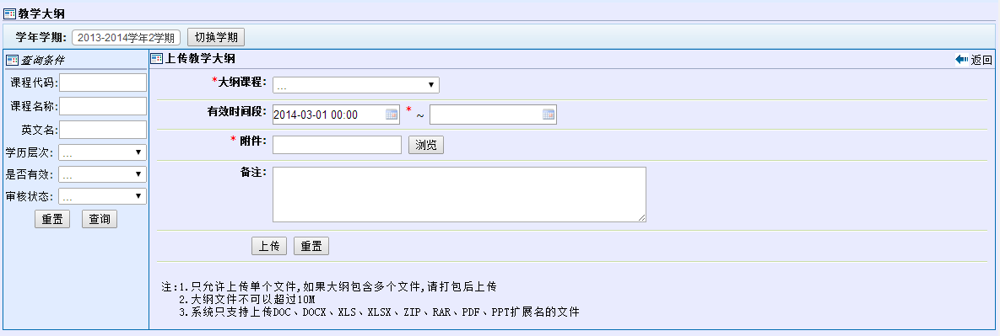 教学大纲
学年学期: 2013-2014学年2学期 切换学期
查询条件
课程代码:
课程名称:
英文名:
学历层次: ...
是否有效: ...
审核状态: ...
重置 查询
上传教学大纲 返回
*大纲课程: ...
有效时间段: 2014-03-01 00:00 * ~
* 附件: 浏览
备注:
上传 重置
注:1.只允许上传单个文件,如果大纲包含多个文件,请打包后上传
2.大纲文件不可以超过10M
3.系统只支持上传DOC、DOCX、XLS、XLSX、ZIP、RAR、PDF、PPT扩展名的文件